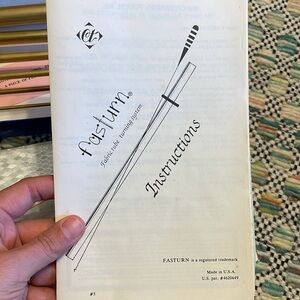 fasturn®
Fabric tube turning system
Instructions
FASTURN is a registered trademark
Made in U.S.A.
U.S. pat. #4620649
#3